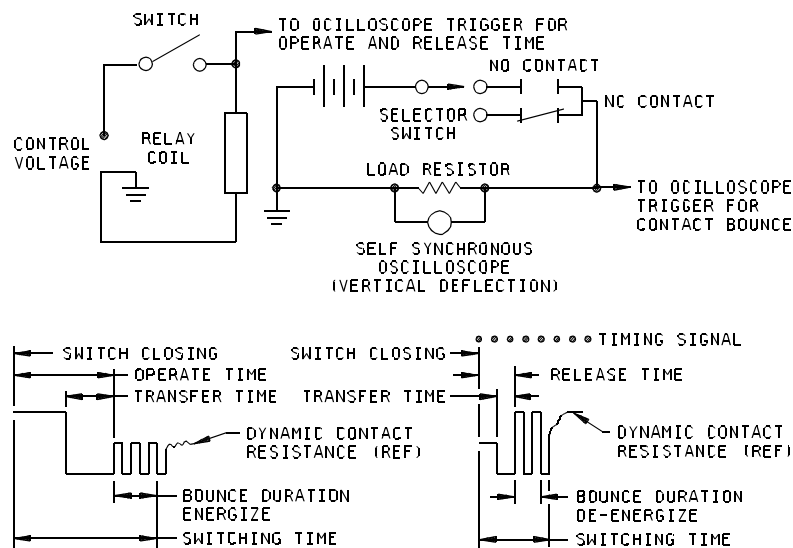 SWITCH
TO OCILLOSCOPE TRIGGER FOR
OPERATE AND RELEASE TIME
NO CONTACT
NC CONTACT
SELECTOR
SWITCH
CONTROL
VOLTAGE
RELAY
COIL
LOAD RESISTOR
TO OCILLOSCOPE
TRIGGER FOR
CONTACT BOUNCE
SELF SYNCHRONOUS
OSCILLOSCOPE
(VERTICAL DEFLECTION)
TIMING SIGNAL
SWITCH CLOSING
SWITCH CLOSING
OPERATE TIME
RELEASE TIME
TRANSFER TIME
TRANSFER TIME
DYNAMIC CONTACT
RESISTANCE (REF)
DYNAMIC CONTACT
RESISTANCE (REF)
BOUNCE DURATION
ENERGIZE
BOUNCE DURATION
DE-ENERGIZE
SWITCHING TIME
SWITCHING TIME